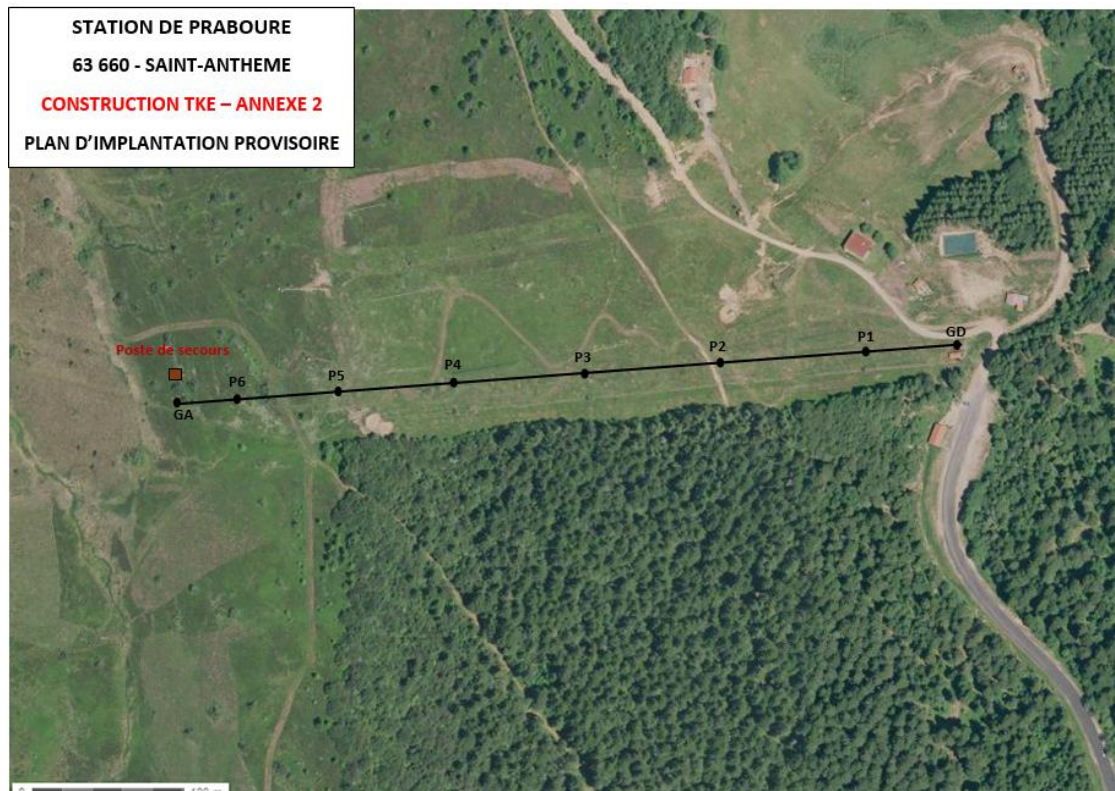 STATION DE PRABOURE
63 660 - SAINT-ANTHEME
CONSTRUCTION TKE – ANNEXE 2
PLAN D'IMPLANTATION PROVISOIRE
Poste de secours
GA
P6
P5
P4
P3
P2
P1
GD